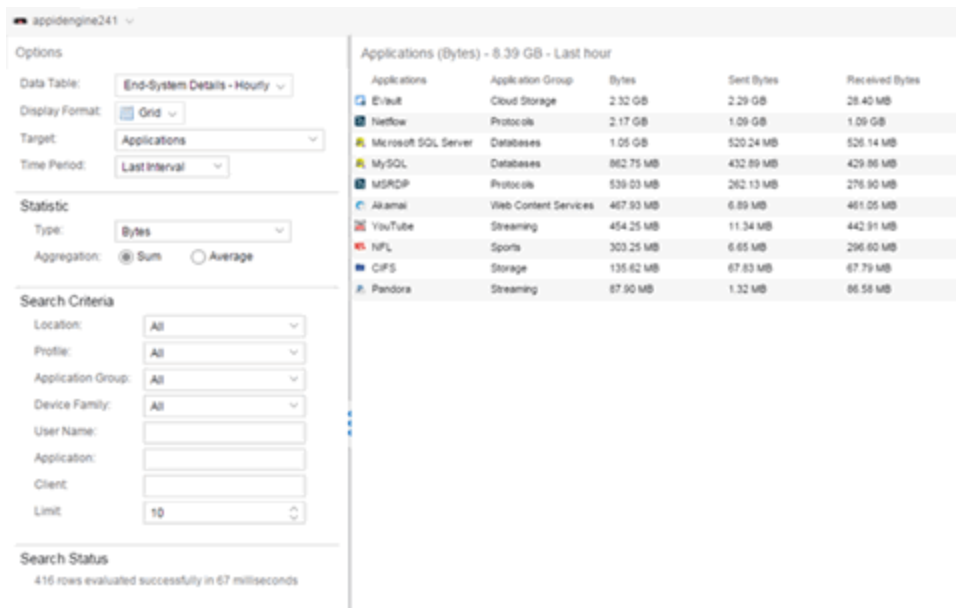 appidengine241
Options
Data Table: End-System Details - Hourly
Display Format: Grid
Target: Applications
Time Period: Last Interval
Statistic
Type: Bytes
Aggregation: Sum Average
Search Criteria
Location: All
Profile: All
Application Group: All
Device Family: All
User Name:
Application:
Client:
Limit: 10
Search Status
416 rows evaluated successfully in 67 milliseconds
Applications (Bytes) - 8.39 GB - Last hour
Applications Application Group Bytes Sent Bytes Received Bytes
EVault Cloud Storage 2.32 GB 2.29 GB 28.40 MB
Netflow Protocols 2.17 GB 1.09 GB 1.09 GB
Microsoft SQL Server Databases 1.05 GB 520.24 MB 526.14 MB
MySQL Databases 862.75 MB 432.89 MB 429.86 MB
MSRDP Protocols 539.03 MB 262.13 MB 276.90 MB
Akamai Web Content Services 467.93 MB 6.89 MB 461.05 MB
YouTube Streaming 454.25 MB 11.34 MB 442.91 MB
NFL Sports 303.25 MB 6.65 MB 296.60 MB
CIFS Storage 135.62 MB 67.83 MB 67.79 MB
Pandora Streaming 87.90 MB 1.32 MB 86.58 MB